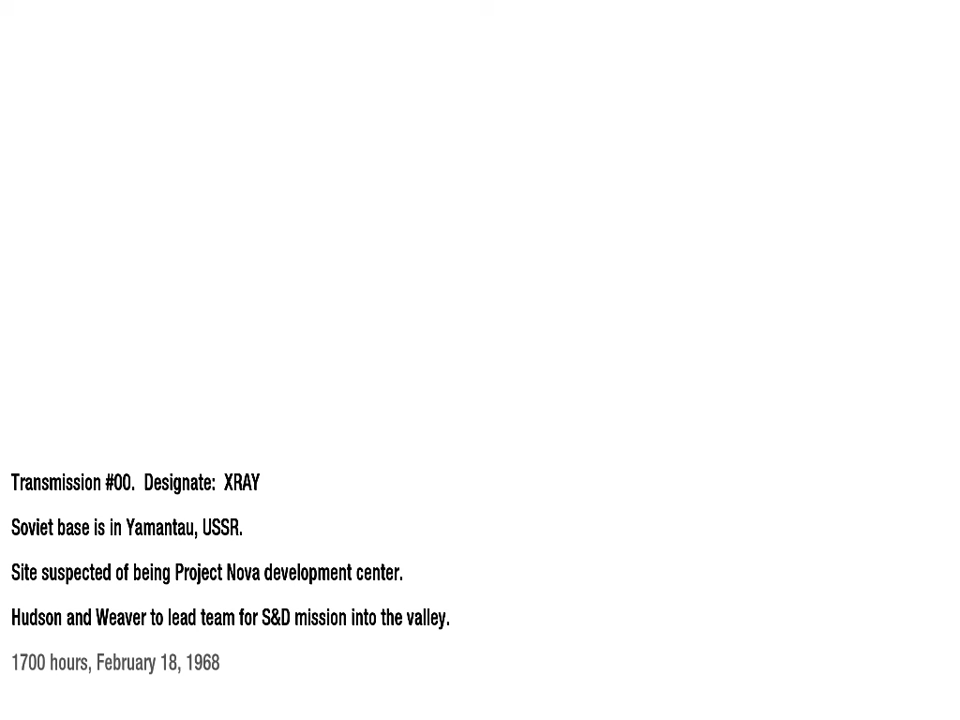 Transmission #00.  Designate:  XRAY
Soviet base is in Yamantau, USSR.
Site suspected of being Project Nova development center.
Hudson and Weaver to lead team for S&D mission into the valley.
1700 hours, February 18, 1968